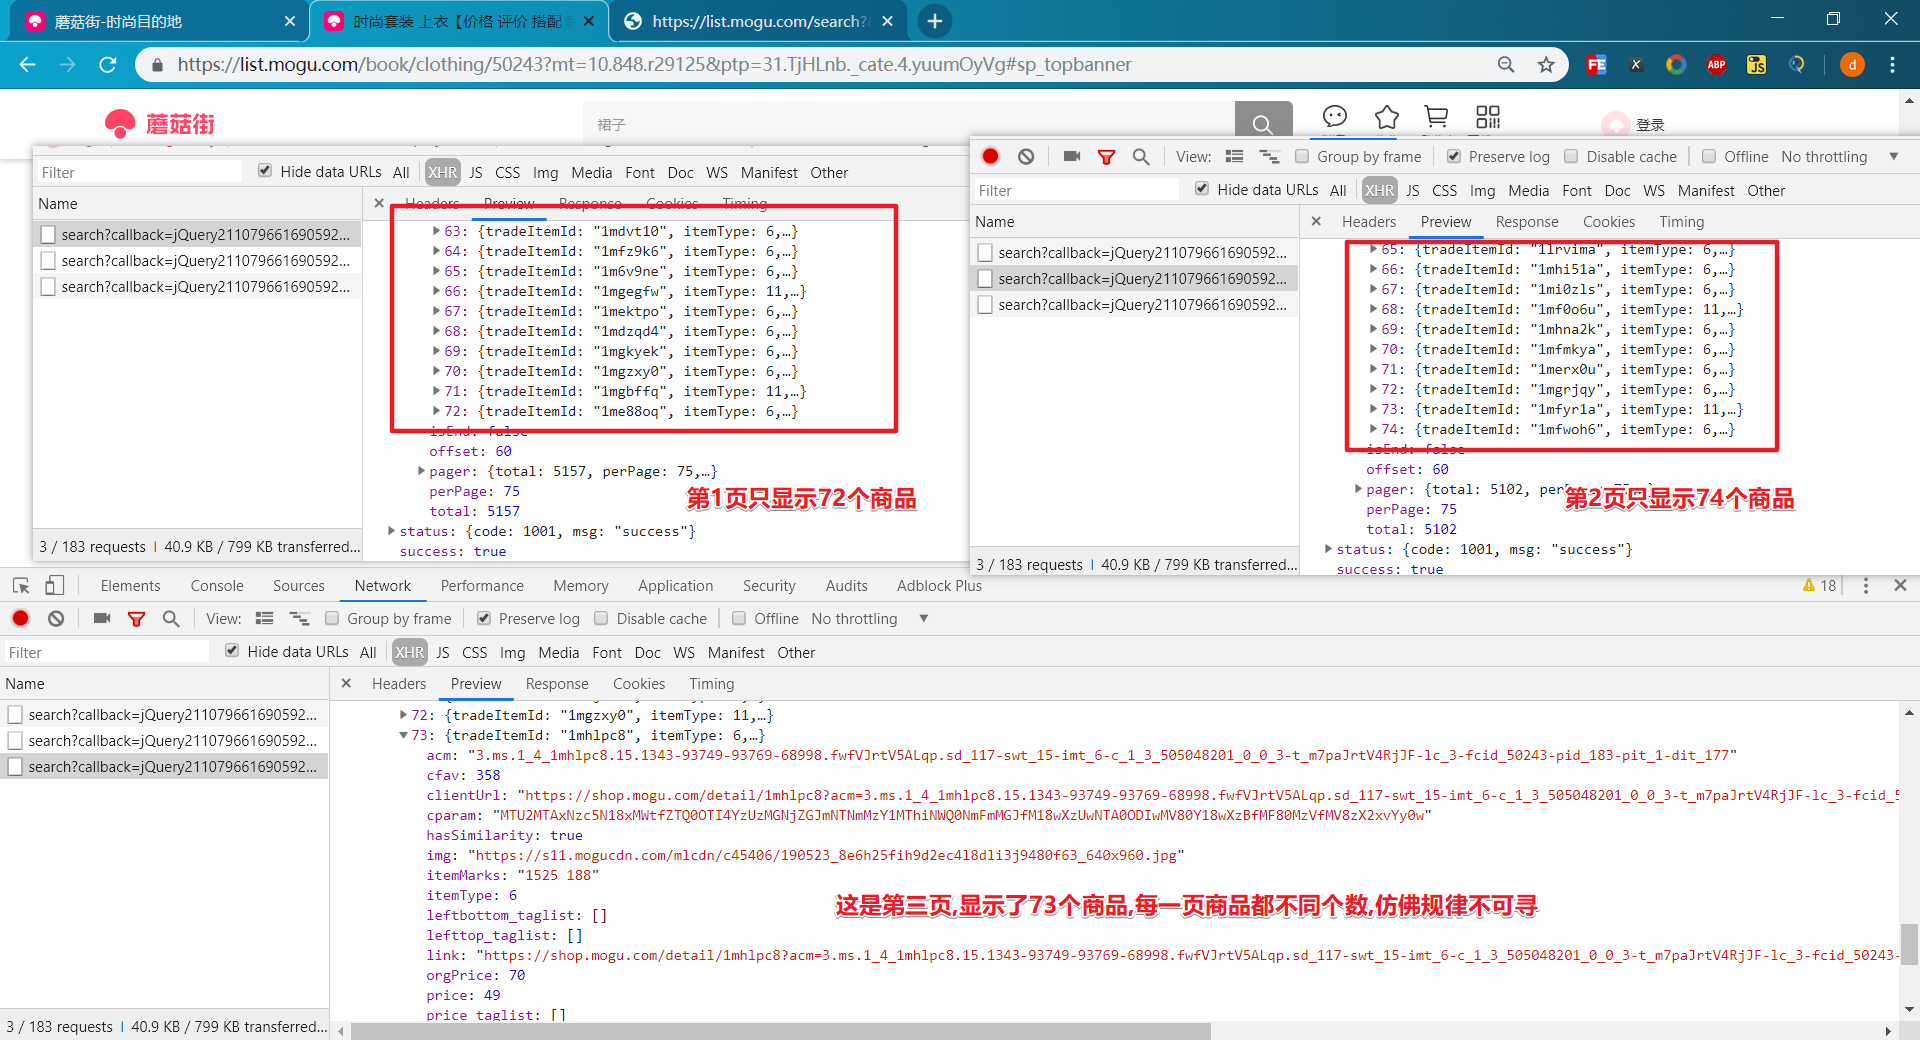 蘑菇街-时尚目的地
时尚套装 上衣【价格 评价 搭配
https://list.mogu.com/search?
https://list.mogu.com/book/clothing/50243?mt=10.848.r29125&ptp=31.TjHLnb._cate.4.yuumOyVg#sp_topbanner
蘑菇街
裙子
登录
Filter
Hide data URLs All XHR JS CSS Img Media Font Doc WS Manifest Other
Name
Headers Preview Response Cookies Timing
search?callback=jQuery211079661690592...
search?callback=jQuery211079661690592...
search?callback=jQuery211079661690592...
63: {tradeItemId: "1mdvt10", itemType: 6,…}
64: {tradeItemId: "1mfz9k6", itemType: 6,…}
65: {tradeItemId: "1m6v9ne", itemType: 6,…}
66: {tradeItemId: "1mgegfw", itemType: 11,…}
67: {tradeItemId: "1mektpo", itemType: 6,…}
68: {tradeItemId: "1mdzqd4", itemType: 6,…}
69: {tradeItemId: "1mgkyek", itemType: 6,…}
70: {tradeItemId: "1mgzxy0", itemType: 6,…}
71: {tradeItemId: "1mgbffq", itemType: 11,…}
72: {tradeItemId: "1me88oq", itemType: 6,…}
isEnd: false
offset: 60
pager: {total: 5157, perPage: 75,…}
perPage: 75
total: 5157
第1页只显示72个商品
status: {code: 1001, msg: "success"}
success: true
3 / 183 requests | 40.9 KB / 799 KB transferred...
View: Group by frame Preserve log Disable cache Offline No throttling
Filter
Hide data URLs All XHR JS CSS Img Media Font Doc WS Manifest Other
Name
Headers Preview Response Cookies Timing
search?callback=jQuery211079661690592...
search?callback=jQuery211079661690592...
search?callback=jQuery211079661690592...
65: {tradeItemId: "1lrvima", itemType: 6,…}
66: {tradeItemId: "1mhi51a", itemType: 6,…}
67: {tradeItemId: "1mi0zls", itemType: 6,…}
68: {tradeItemId: "1mf0o6u", itemType: 11,…}
69: {tradeItemId: "1mhna2k", itemType: 6,…}
70: {tradeItemId: "1mfmkya", itemType: 6,…}
71: {tradeItemId: "1merx0u", itemType: 6,…}
72: {tradeItemId: "1mgrjqy", itemType: 6,…}
73: {tradeItemId: "1mfyr1a", itemType: 11,…}
74: {tradeItemId: "1mfwoh6", itemType: 6,…}
isEnd: false
offset: 60
pager: {total: 5102, perPage: 75,…}
perPage: 75
total: 5102
第2页只显示74个商品
status: {code: 1001, msg: "success"}
success: true
3 / 183 requests | 40.9 KB / 799 KB transferred...
Elements Console Sources Network Performance Memory Application Security Audits Adblock Plus
18
View: Group by frame Preserve log Disable cache Offline No throttling
Filter
Hide data URLs All XHR JS CSS Img Media Font Doc WS Manifest Other
Name
Headers Preview Response Cookies Timing
search?callback=jQuery211079661690592...
search?callback=jQuery211079661690592...
search?callback=jQuery211079661690592...
72: {tradeItemId: "1mgzxy0", itemType: 11,…}
73: {tradeItemId: "1mhlpc8", itemType: 6,…}
acm: "3.ms.1_4_1mhlpc8.15.1343-93749-93769-68998.fwfVJrtV5ALqp.sd_117-swt_15-imt_6-c_1_3_505048201_0_0_3-t_m7paJrtV4RjJF-lc_3-fcid_50243-pid_183-pit_1-dit_177"
cfav: 358
clientUrl: "https://shop.mogu.com/detail/1mhlpc8?acm=3.ms.1_4_1mhlpc8.15.1343-93749-93769-68998.fwfVJrtV5ALqp.sd_117-swt_15-imt_6-c_1_3_505048201_0_0_3-t_m7paJrtV4RjJF-lc_3-fcid_5
cparam: "MTU2MTAxNzc5N18xMWtfZTQ0OTI4YzUzMGNjZGJmNTNmMzY1MThiNWQ0NmFmMGJfM18wXzUwNTA0ODIwMV80Y18wXzBfMF80MzVfMV8zX2xvYy0w"
hasSimilarity: true
img: "https://s11.mogucdn.com/mlcdn/c45406/190523_8e6h25fih9d2ec4l8dli3j9480f63_640x960.jpg"
itemMarks: "1525 188"
itemType: 6
leftbottom_taglist: []
lefttop_taglist: []
link: "https://shop.mogu.com/detail/1mhlpc8?acm=3.ms.1_4_1mhlpc8.15.1343-93749-93769-68998.fwfVJrtV5ALqp.sd_117-swt_15-imt_6-c_1_3_505048201_0_0_3-t_m7paJrtV4RjJF-lc_3-fcid_50243-
orgPrice: 70
price: 49
price_taglist: []
这是第三页,显示了73个商品,每一页商品都不同个数,仿佛规律不可寻
3 / 183 requests | 40.9 KB / 799 KB transferred...